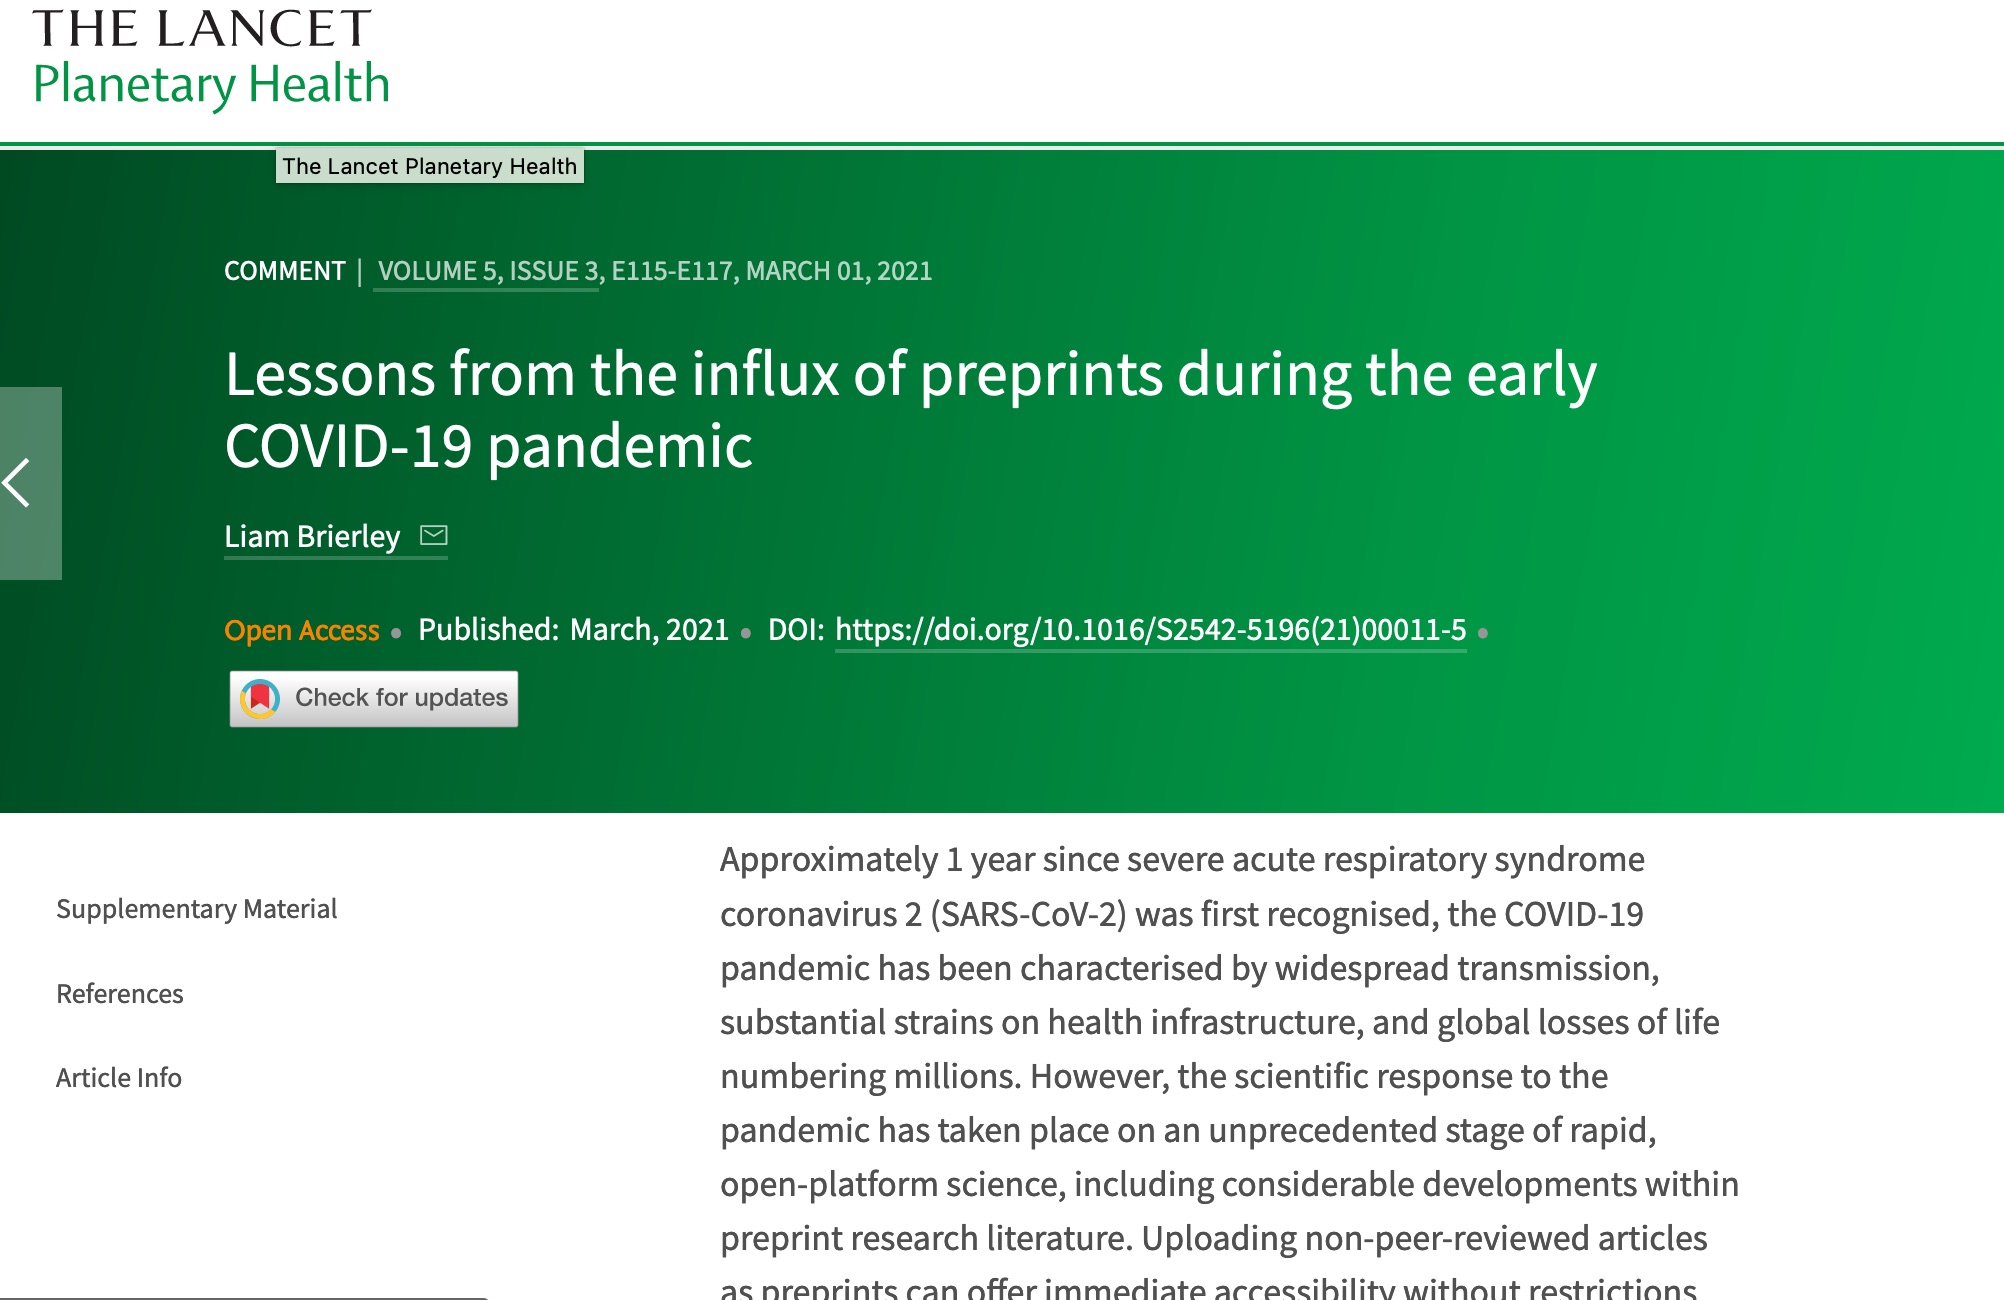 THE LANCET
Planetary Health
The Lancet Planetary Health
COMMENT | VOLUME 5, ISSUE 3, E115-E117, MARCH 01, 2021
Lessons from the influx of preprints during the early
COVID-19 pandemic
Liam Brierley
Open Access • Published: March, 2021 • DOI: https://doi.org/10.1016/S2542-5196(21)00011-5 •
Check for updates
Supplementary Material
References
Article Info
Approximately 1 year since severe acute respiratory syndrome
coronavirus 2 (SARS-CoV-2) was first recognised, the COVID-19
pandemic has been characterised by widespread transmission,
substantial strains on health infrastructure, and global losses of life
numbering millions. However, the scientific response to the
pandemic has taken place on an unprecedented stage of rapid,
open-platform science, including considerable developments within
preprint research literature. Uploading non-peer-reviewed articles
as preprints can offer immediate accessibility without restrictions